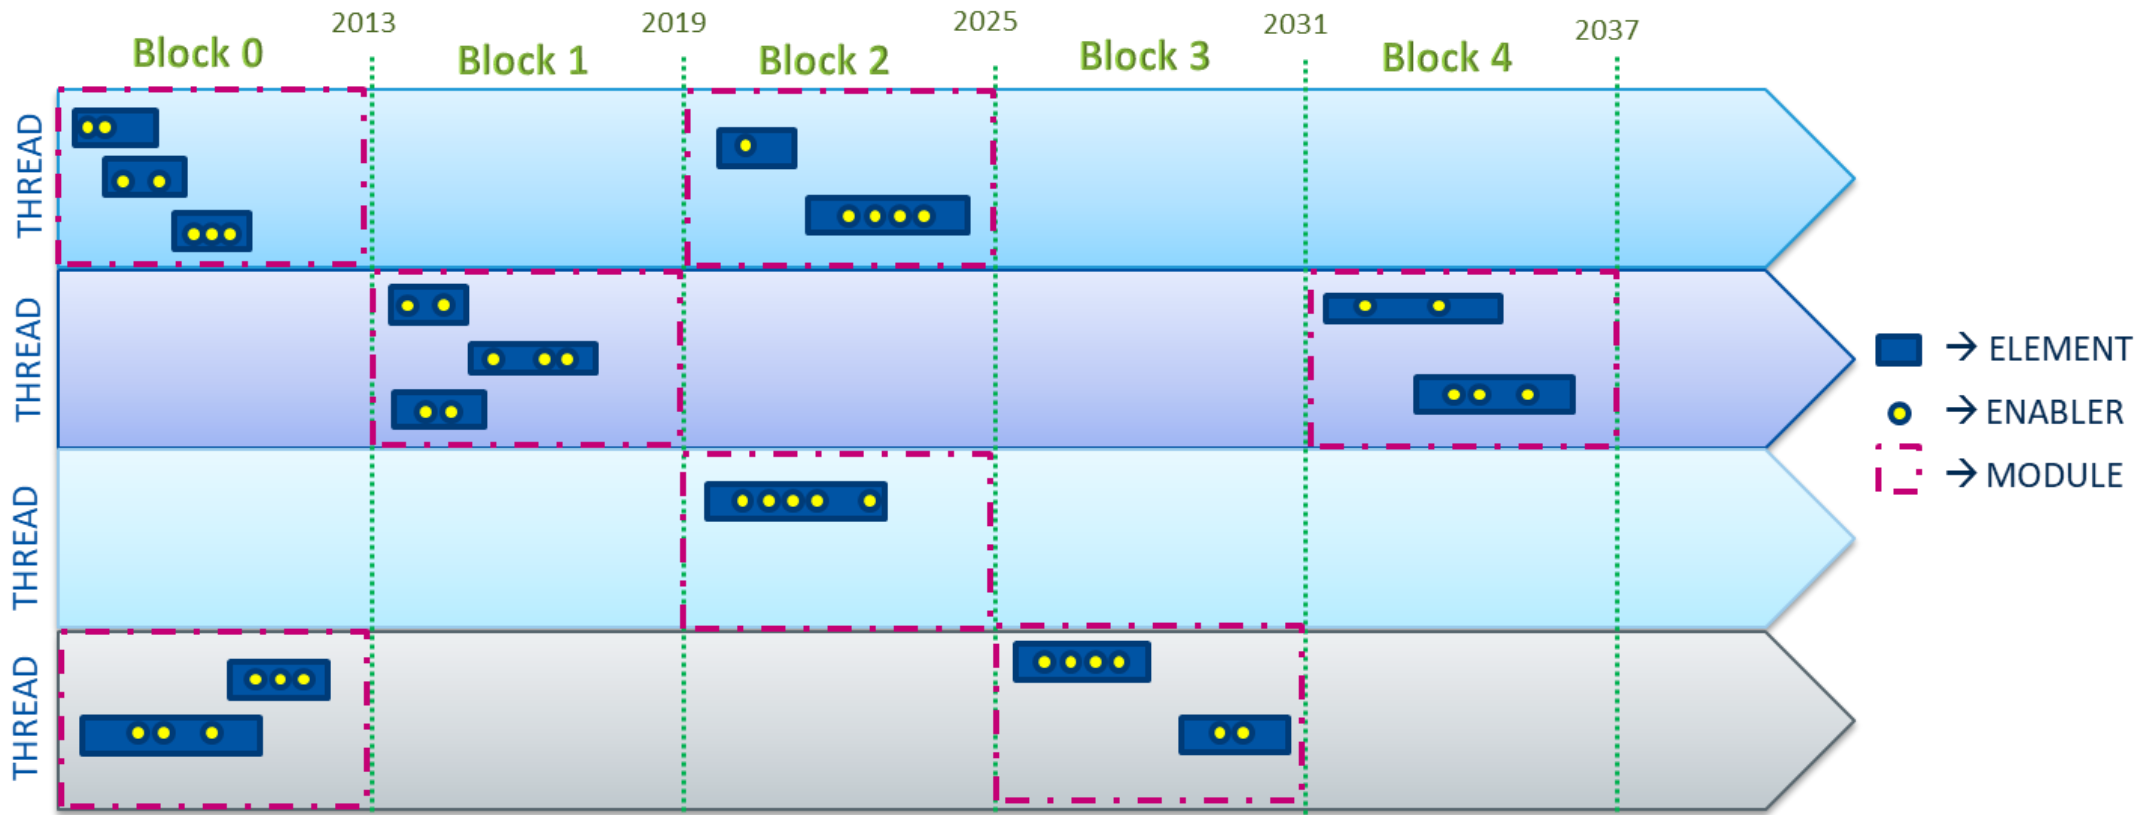 2013
2019
2025
2031
2037
Block 0
Block 1
Block 2
Block 3
Block 4
THREAD
THREAD
THREAD
THREAD
→ ELEMENT
→ ENABLER
→ MODULE